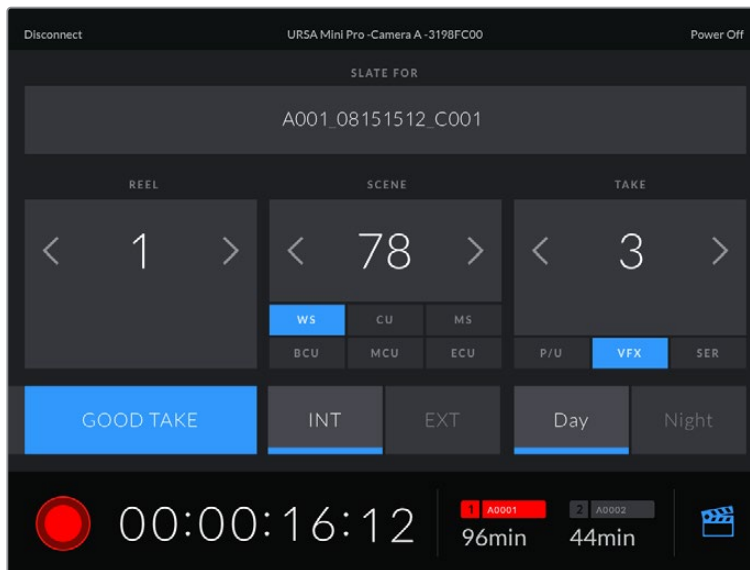 Disconnect URSA Mini Pro -Camera A -3198FC00 Power Off
SLATE FOR
A001_08151512_C001
REEL SCENE TAKE
< 1 > < 78 > < 3 >
WS CU MS
BCU MCU ECU P/U VFX SER
GOOD TAKE INT EXT Day Night
00:00:16:12 1 A0001 2 A0002
96min 44min